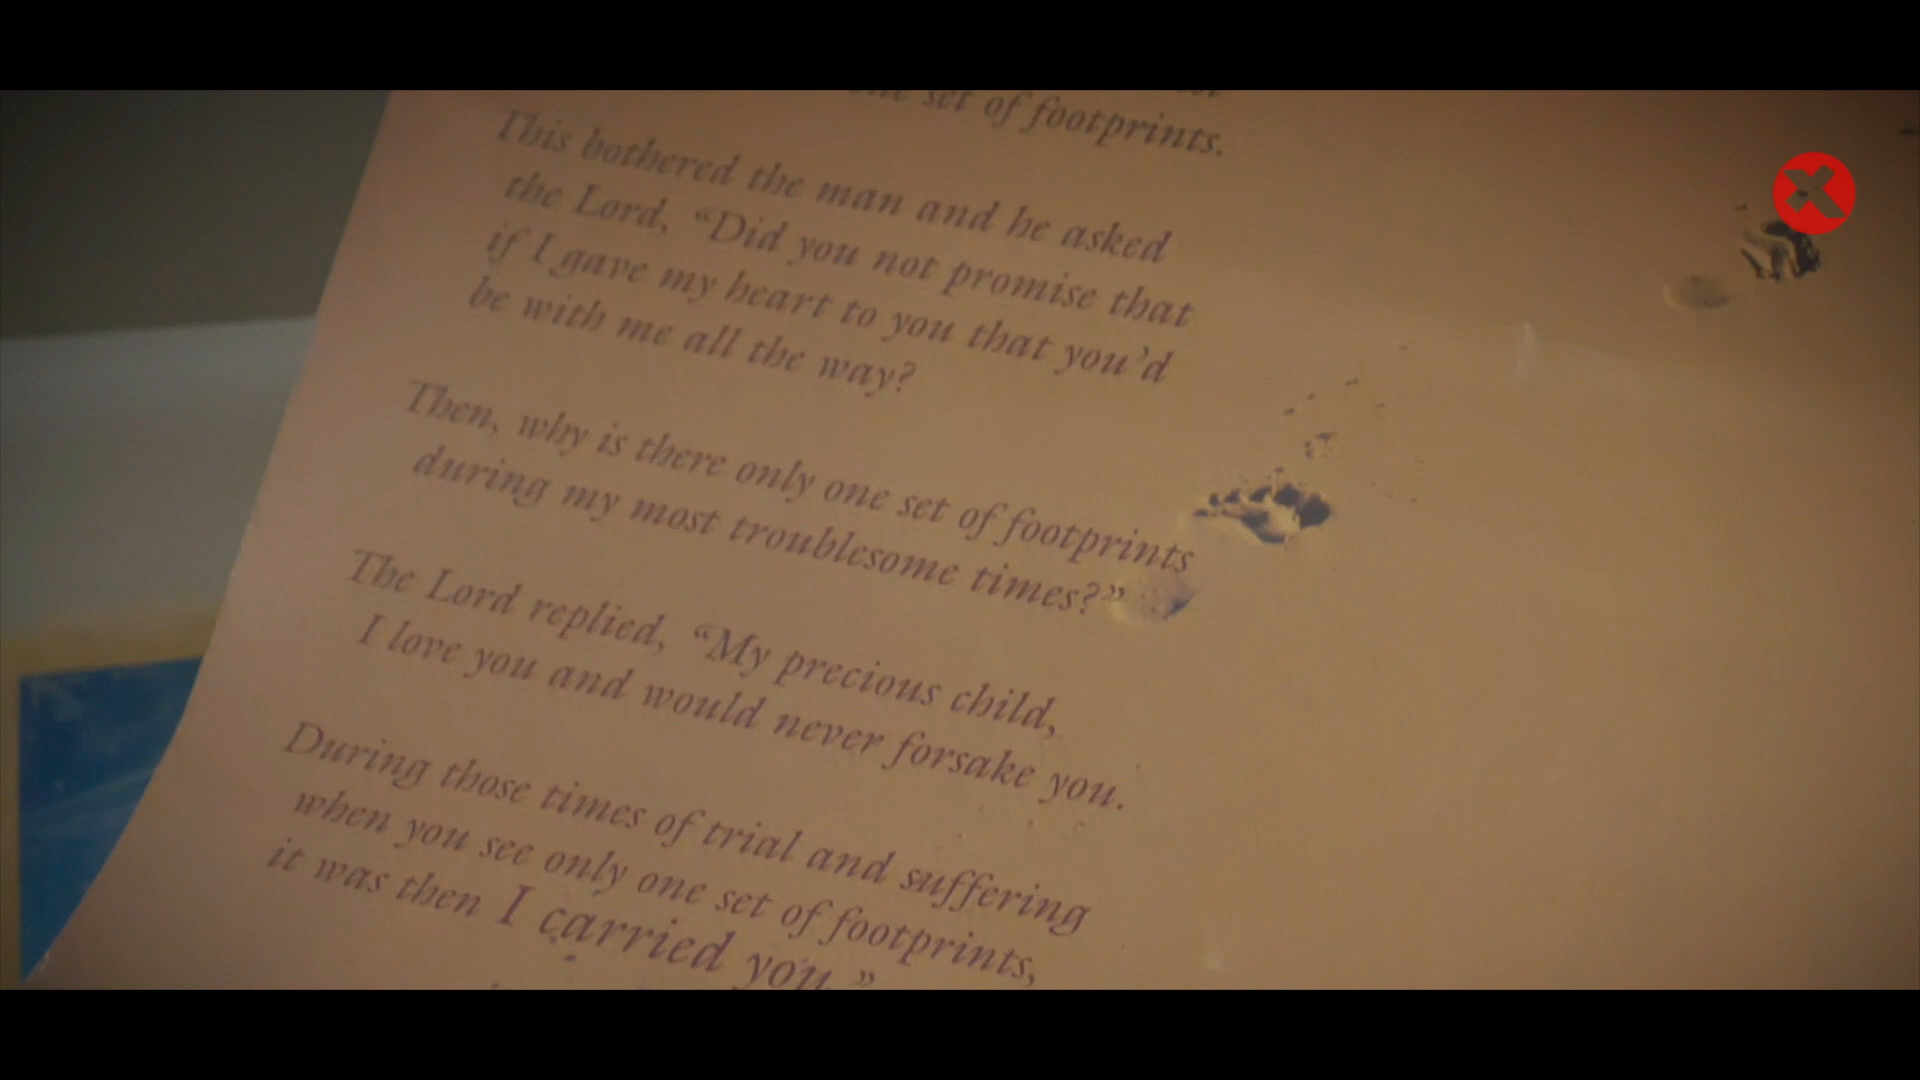 one set of footprints.
This bothered the man and he asked
the Lord, “Did you not promise that
if I gave my heart to you that you’d
be with me all the way?
Then, why is there only one set of footprints
during my most troublesome times?”
The Lord replied, “My precious child,
I love you and would never forsake you.
During those times of trial and suffering
when you see only one set of footprints,
it was then I carried you.”